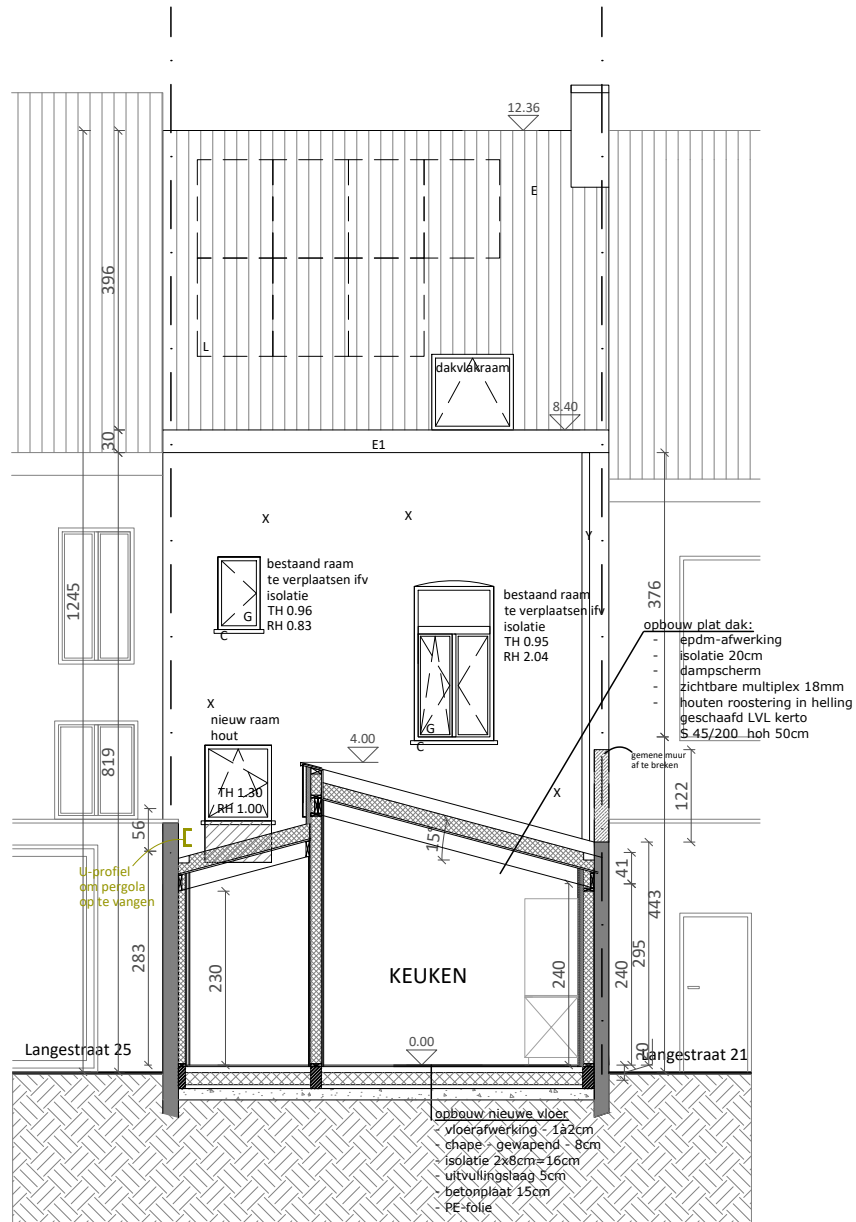 12.36
E
396
L
dakvlakraam
8.40
30
E1
X
X
Y
bestaand raam
te verplaatsen ifv
isolatie
TH 0.96
RH 0.83
G
C
bestaand raam
te verplaatsen ifv
isolatie
TH 0.95
RH 2.04
G
C
1245
376
opbouw plat dak:
- epdm-afwerking
- isolatie 20cm
- dampscherm
- zichtbare multiplex 18mm
- houten roostering in helling
geschaafd LVL kerto
S 45/200 hoh 50cm
X
nieuw raam
hout
TH 1.30
RH 1.00
4.00
819
gemene muur
af te breken
X
122
56
15°
U-profiel
om pergola
op te vangen
41
443
283
230
KEUKEN
240
240
295
0.00
20
Langestraat 25
Langestraat 21
opbouw nieuwe vloer
- vloerafwerking - 1à2cm
- chape - gewapend - 8cm
- isolatie 2x8cm=16cm
- uitvullingslaag 5cm
- betonplaat 15cm
- PE-folie